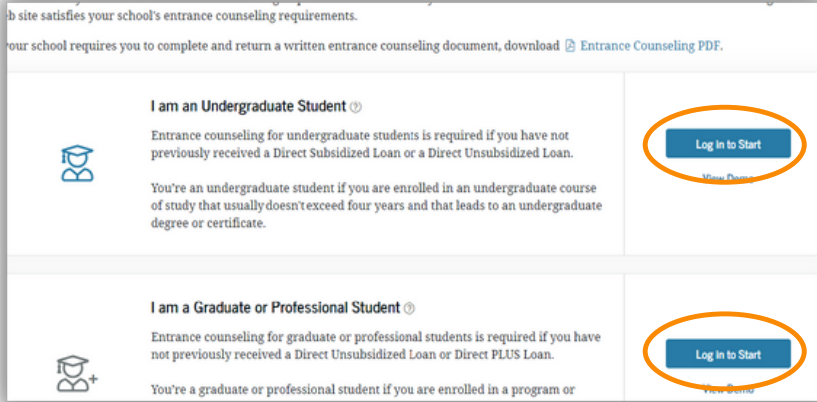 b site satisfies your school's entrance counseling requirements.
your school requires you to complete and return a written entrance counseling document, download Entrance Counseling PDF.
I am an Undergraduate Student
Entrance counseling for undergraduate students is required if you have not
previously received a Direct Subsidized Loan or a Direct Unsubsidized Loan.
You're an undergraduate student if you are enrolled in an undergraduate course
of study that usually doesn't exceed four years and that leads to an undergraduate
degree or certificate.
Log in to Start
View Demo
I am a Graduate or Professional Student
Entrance counseling for graduate or professional students is required if you have
not previously received a Direct Unsubsidized Loan or Direct PLUS Loan.
You're a graduate or professional student if you are enrolled in a program or
Log in to Start
View Demo